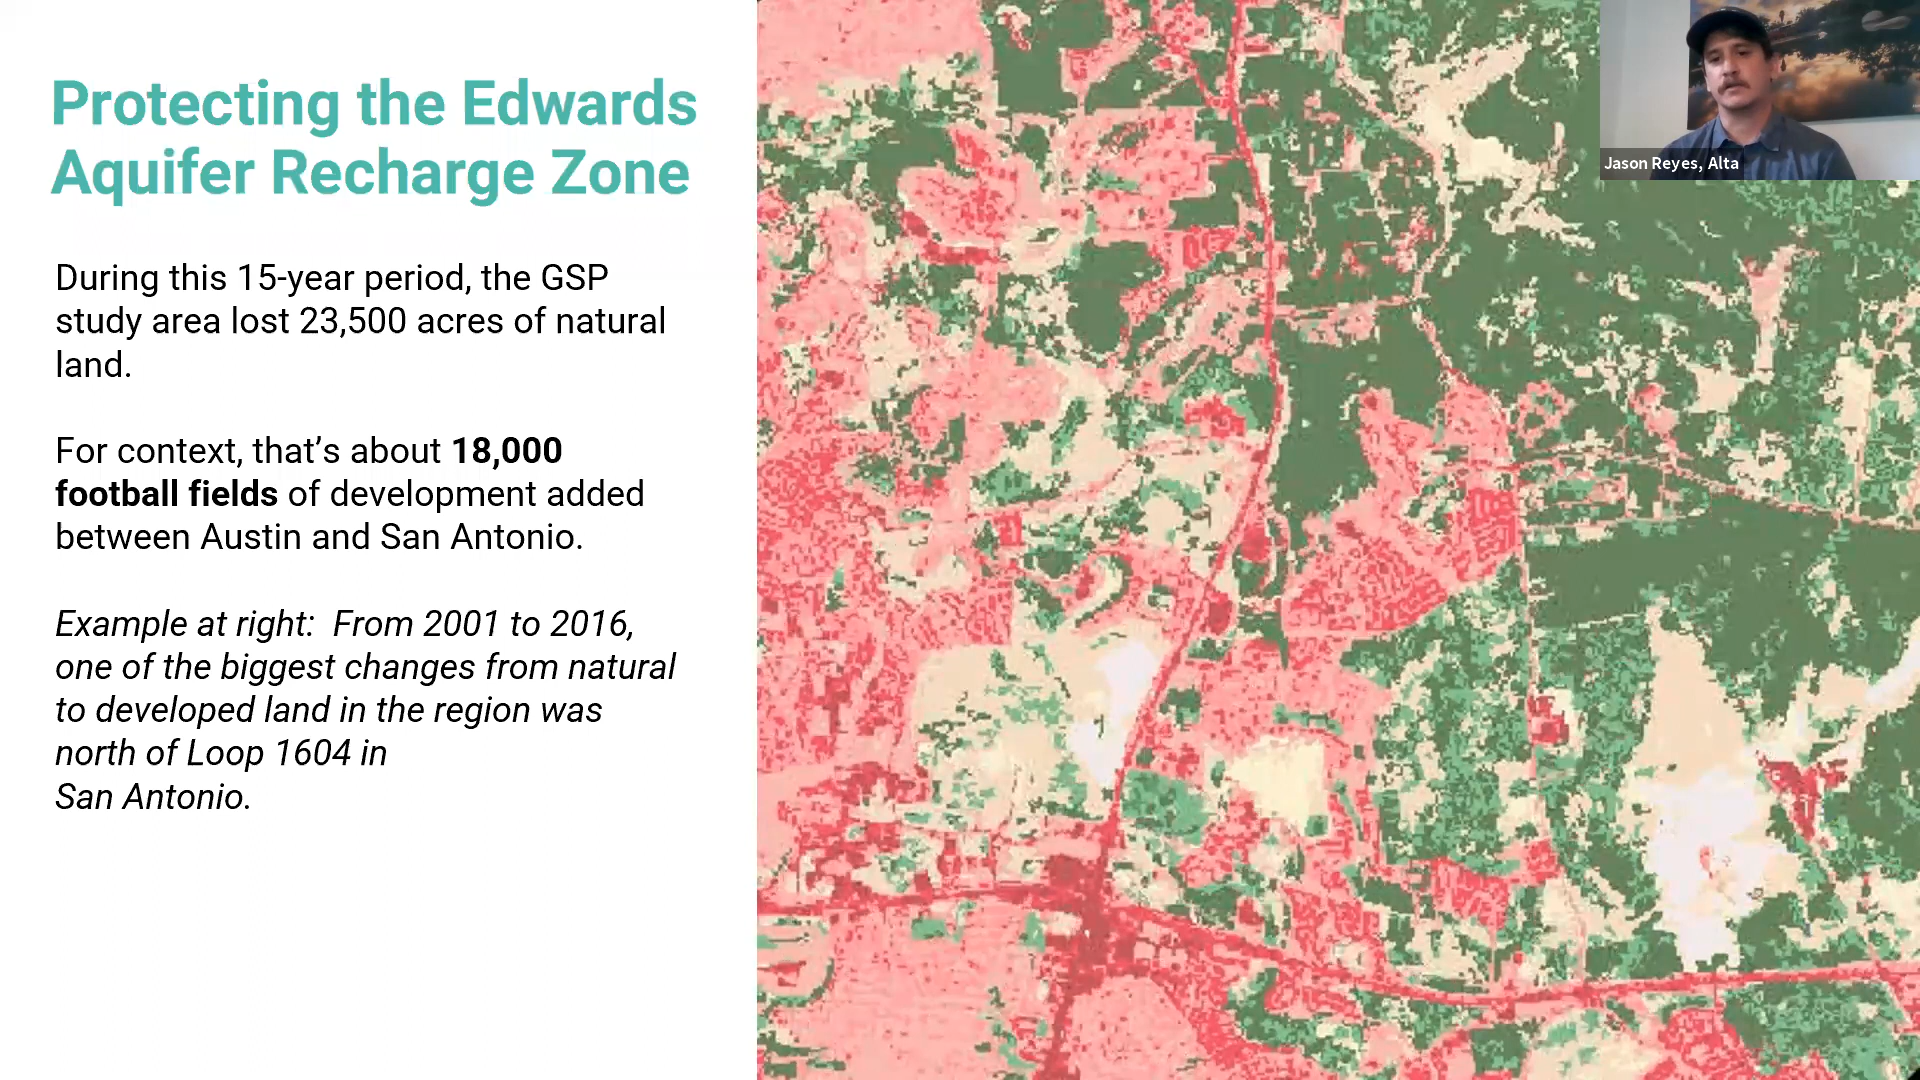 Protecting the Edwards
Aquifer Recharge Zone
During this 15-year period, the GSP
study area lost 23,500 acres of natural
land.
For context, that’s about 18,000
football fields of development added
between Austin and San Antonio.
Example at right:  From 2001 to 2016,
one of the biggest changes from natural
to developed land in the region was
north of Loop 1604 in
San Antonio.
Jason Reyes, Alta